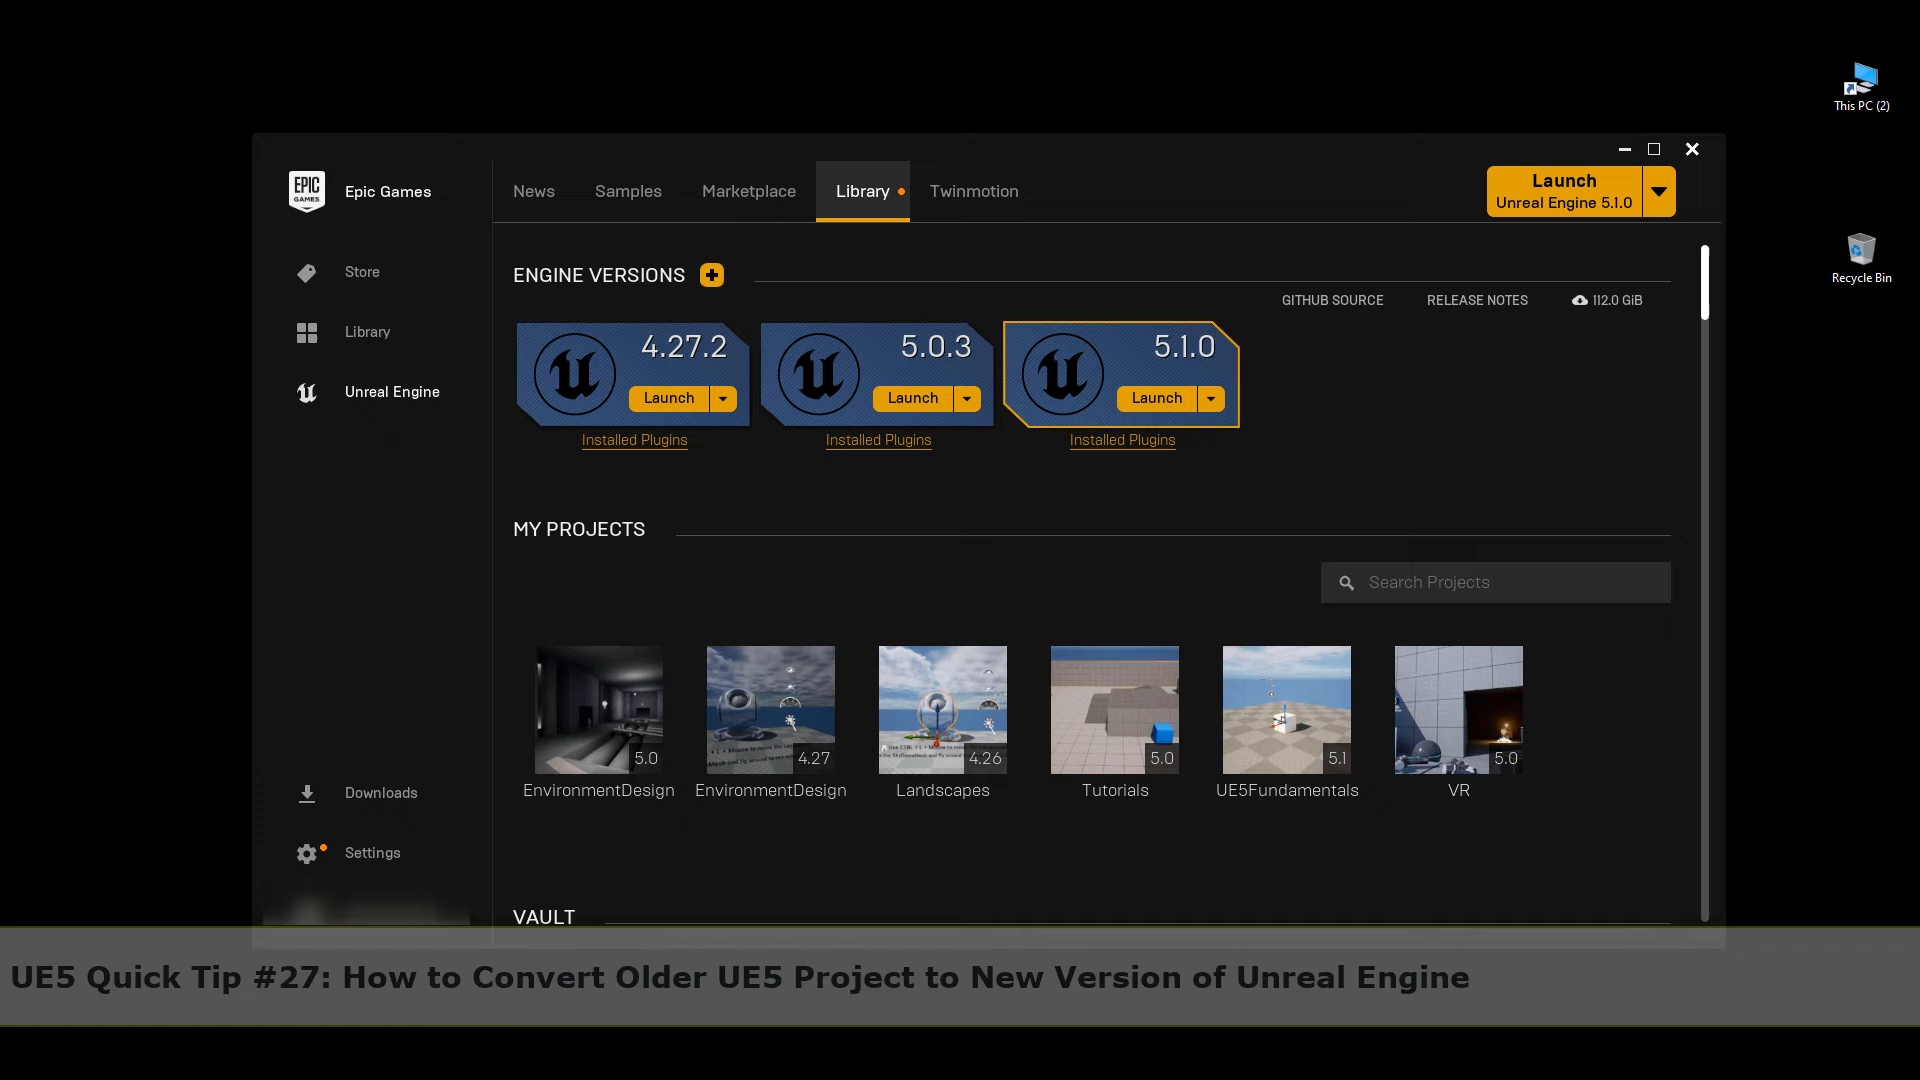 This PC (2)
Recycle Bin
EPIC
GAMES
Epic Games
Store
Library
Unreal Engine
Downloads
Settings
News
Samples
Marketplace
Library
Twinmotion
Launch
Unreal Engine 5.1.0
ENGINE VERSIONS
GITHUB SOURCE
RELEASE NOTES
112.0 GiB
4.27.2
Launch
Installed Plugins
5.0.3
Launch
Installed Plugins
5.1.0
Launch
Installed Plugins
MY PROJECTS
Search Projects
5.0
EnvironmentDesign
4.27
EnvironmentDesign
4.26
Landscapes
5.0
Tutorials
5.1
UE5Fundamentals
5.0
VR
VAULT
UE5 Quick Tip #27: How to Convert Older UE5 Project to New Version of Unreal Engine